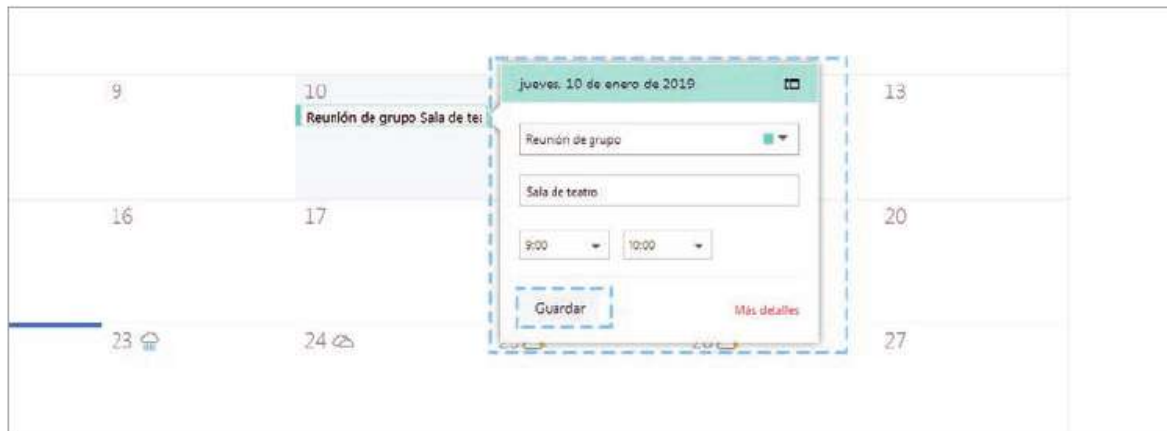 9
10
13
Reunión de grupo Sala de tea
jueves, 10 de enero de 2019
Reunión de grupo
Sala de teatro
9:00
10:00
Guardar
Más detalles
16
17
20
23
24
27